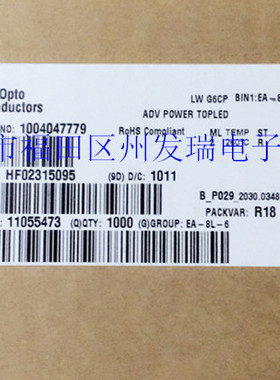 Opto
LW G6CP BIN1:EA-8
ductors
ADV POWER TOPLED
NO: 1004047779
RoHS Compliant
ML TEMP ST
市福田区州发瑞电子
HF02315095
(9D) D/C: 1011
B_P029_2030.0348
PACKVAR: R18
11055473 (Q)QTY: 1000 (G)GROUP: EA-8L-5